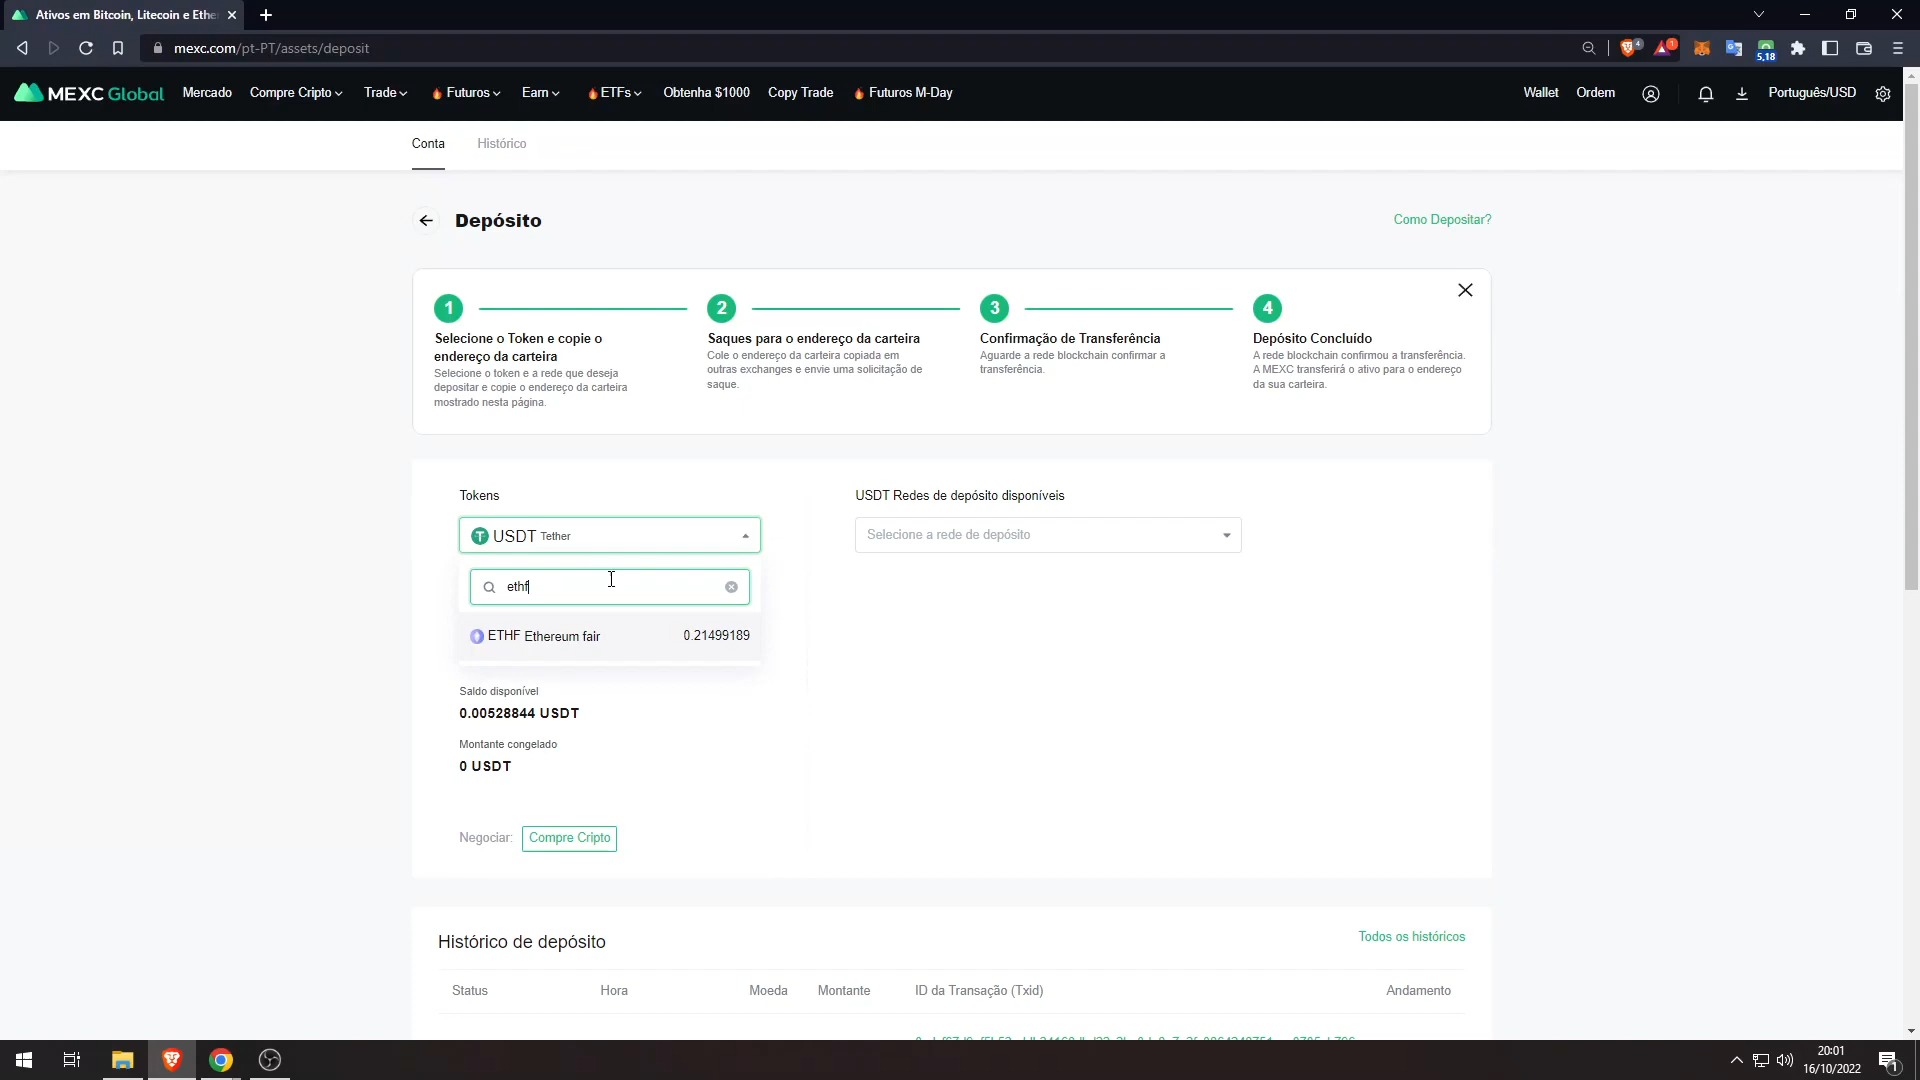 Ativos em Bitcoin, Litecoin e Ethe
mexc.com/pt-PT/assets/deposit
4
1
5,18
MEXC Global
Mercado
Compre Cripto
Trade
Futuros
Earn
ETFs
Obtenha $1000
Copy Trade
Futuros M-Day
Wallet
Ordem
Português/USD
Conta
Histórico
Depósito
Como Depositar?
1
2
3
4
Selecione o Token e copie o
endereço da carteira
Selecione o token e a rede que deseja
depositar e copie o endereço da carteira
mostrado nesta página.
Saques para o endereço da carteira
Cole o endereço da carteira copiada em
outras exchanges e envie uma solicitação de
saque.
Confirmação de Transferência
Aguarde a rede blockchain confirmar a
transferência.
Depósito Concluído
A rede blockchain confirmou a transferência.
A MEXC transferirá o ativo para o endereço
da sua carteira.
Tokens
USDT Redes de depósito disponíveis
USDT Tether
Selecione a rede de depósito
ethf
ETHF Ethereum fair
0.21499189
Saldo disponível
0.00528844 USDT
Montante congelado
0 USDT
Negociar:
Compre Cripto
Histórico de depósito
Todos os históricos
Status
Hora
Moeda
Montante
ID da Transação (Txid)
Andamento
20:01
16/10/2022
1